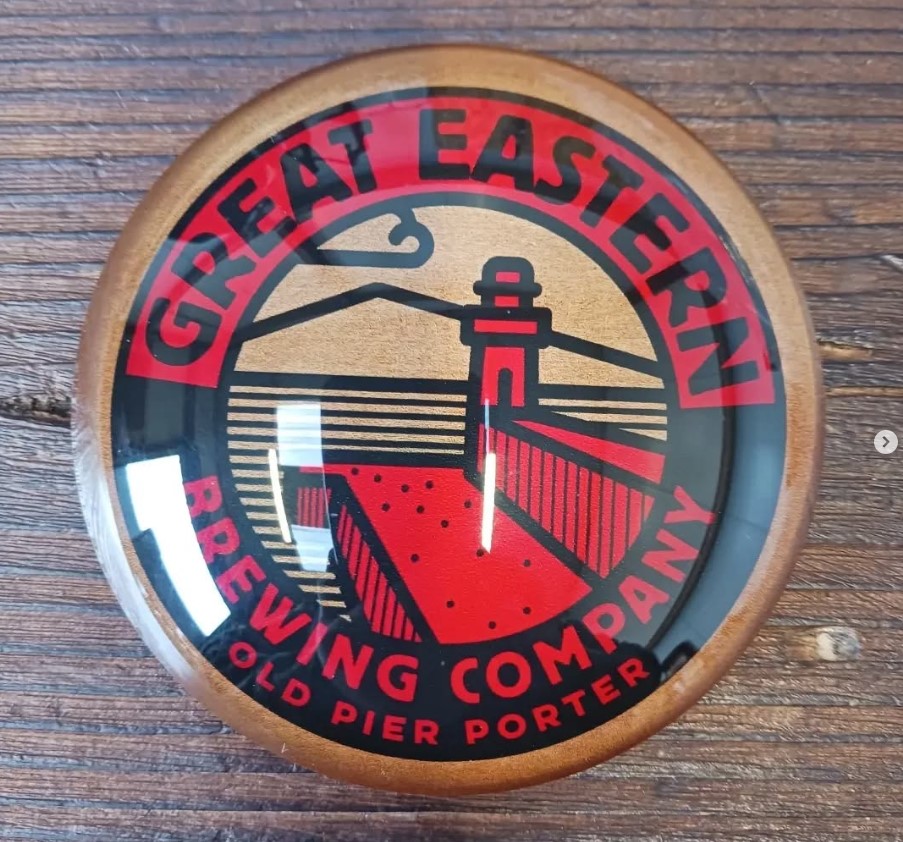 GREAT EASTERN
BREWING COMPANY
OLD PIER PORTER